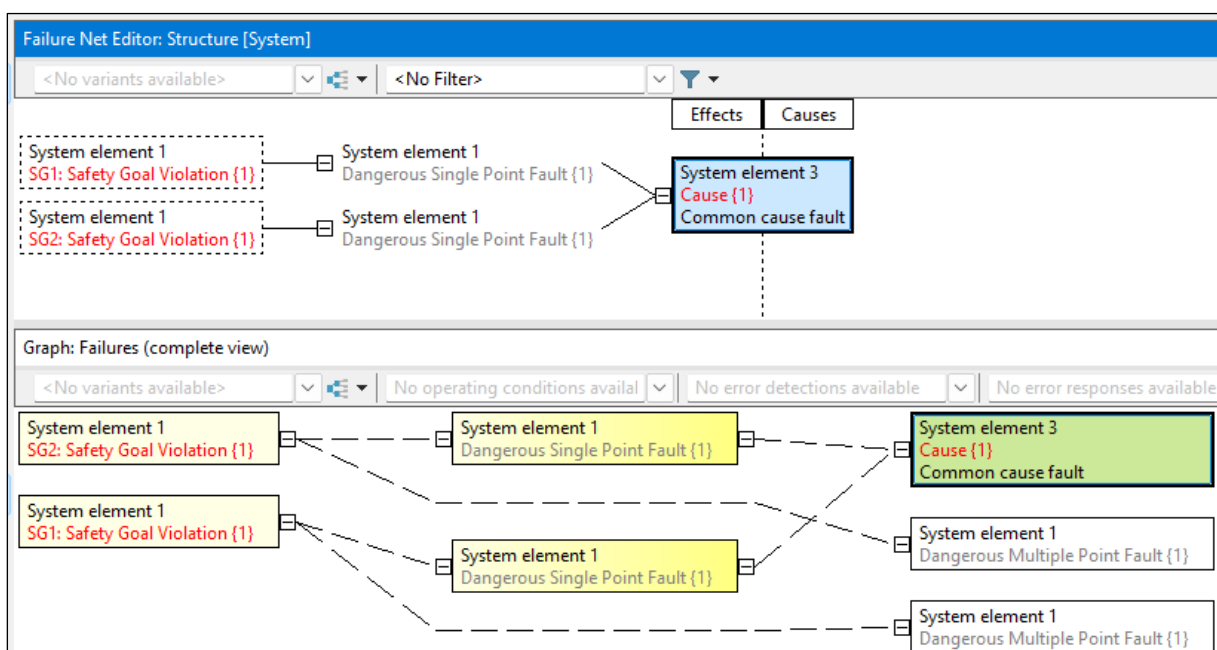 Failure Net Editor: Structure [System]
<No variants available>
<No Filter>
Effects
Causes
System element 1
SG1: Safety Goal Violation {1}
System element 1
Dangerous Single Point Fault {1}
System element 3
Cause {1}
Common cause fault
System element 1
SG2: Safety Goal Violation {1}
System element 1
Dangerous Single Point Fault {1}
Graph: Failures (complete view)
<No variants available>
No operating conditions availal
No error detections available
No error responses available
System element 1
SG2: Safety Goal Violation {1}
System element 1
Dangerous Single Point Fault {1}
System element 3
Cause {1}
Common cause fault
System element 1
SG1: Safety Goal Violation {1}
System element 1
Dangerous Multiple Point Fault {1}
System element 1
Dangerous Single Point Fault {1}
System element 1
Dangerous Multiple Point Fault {1}